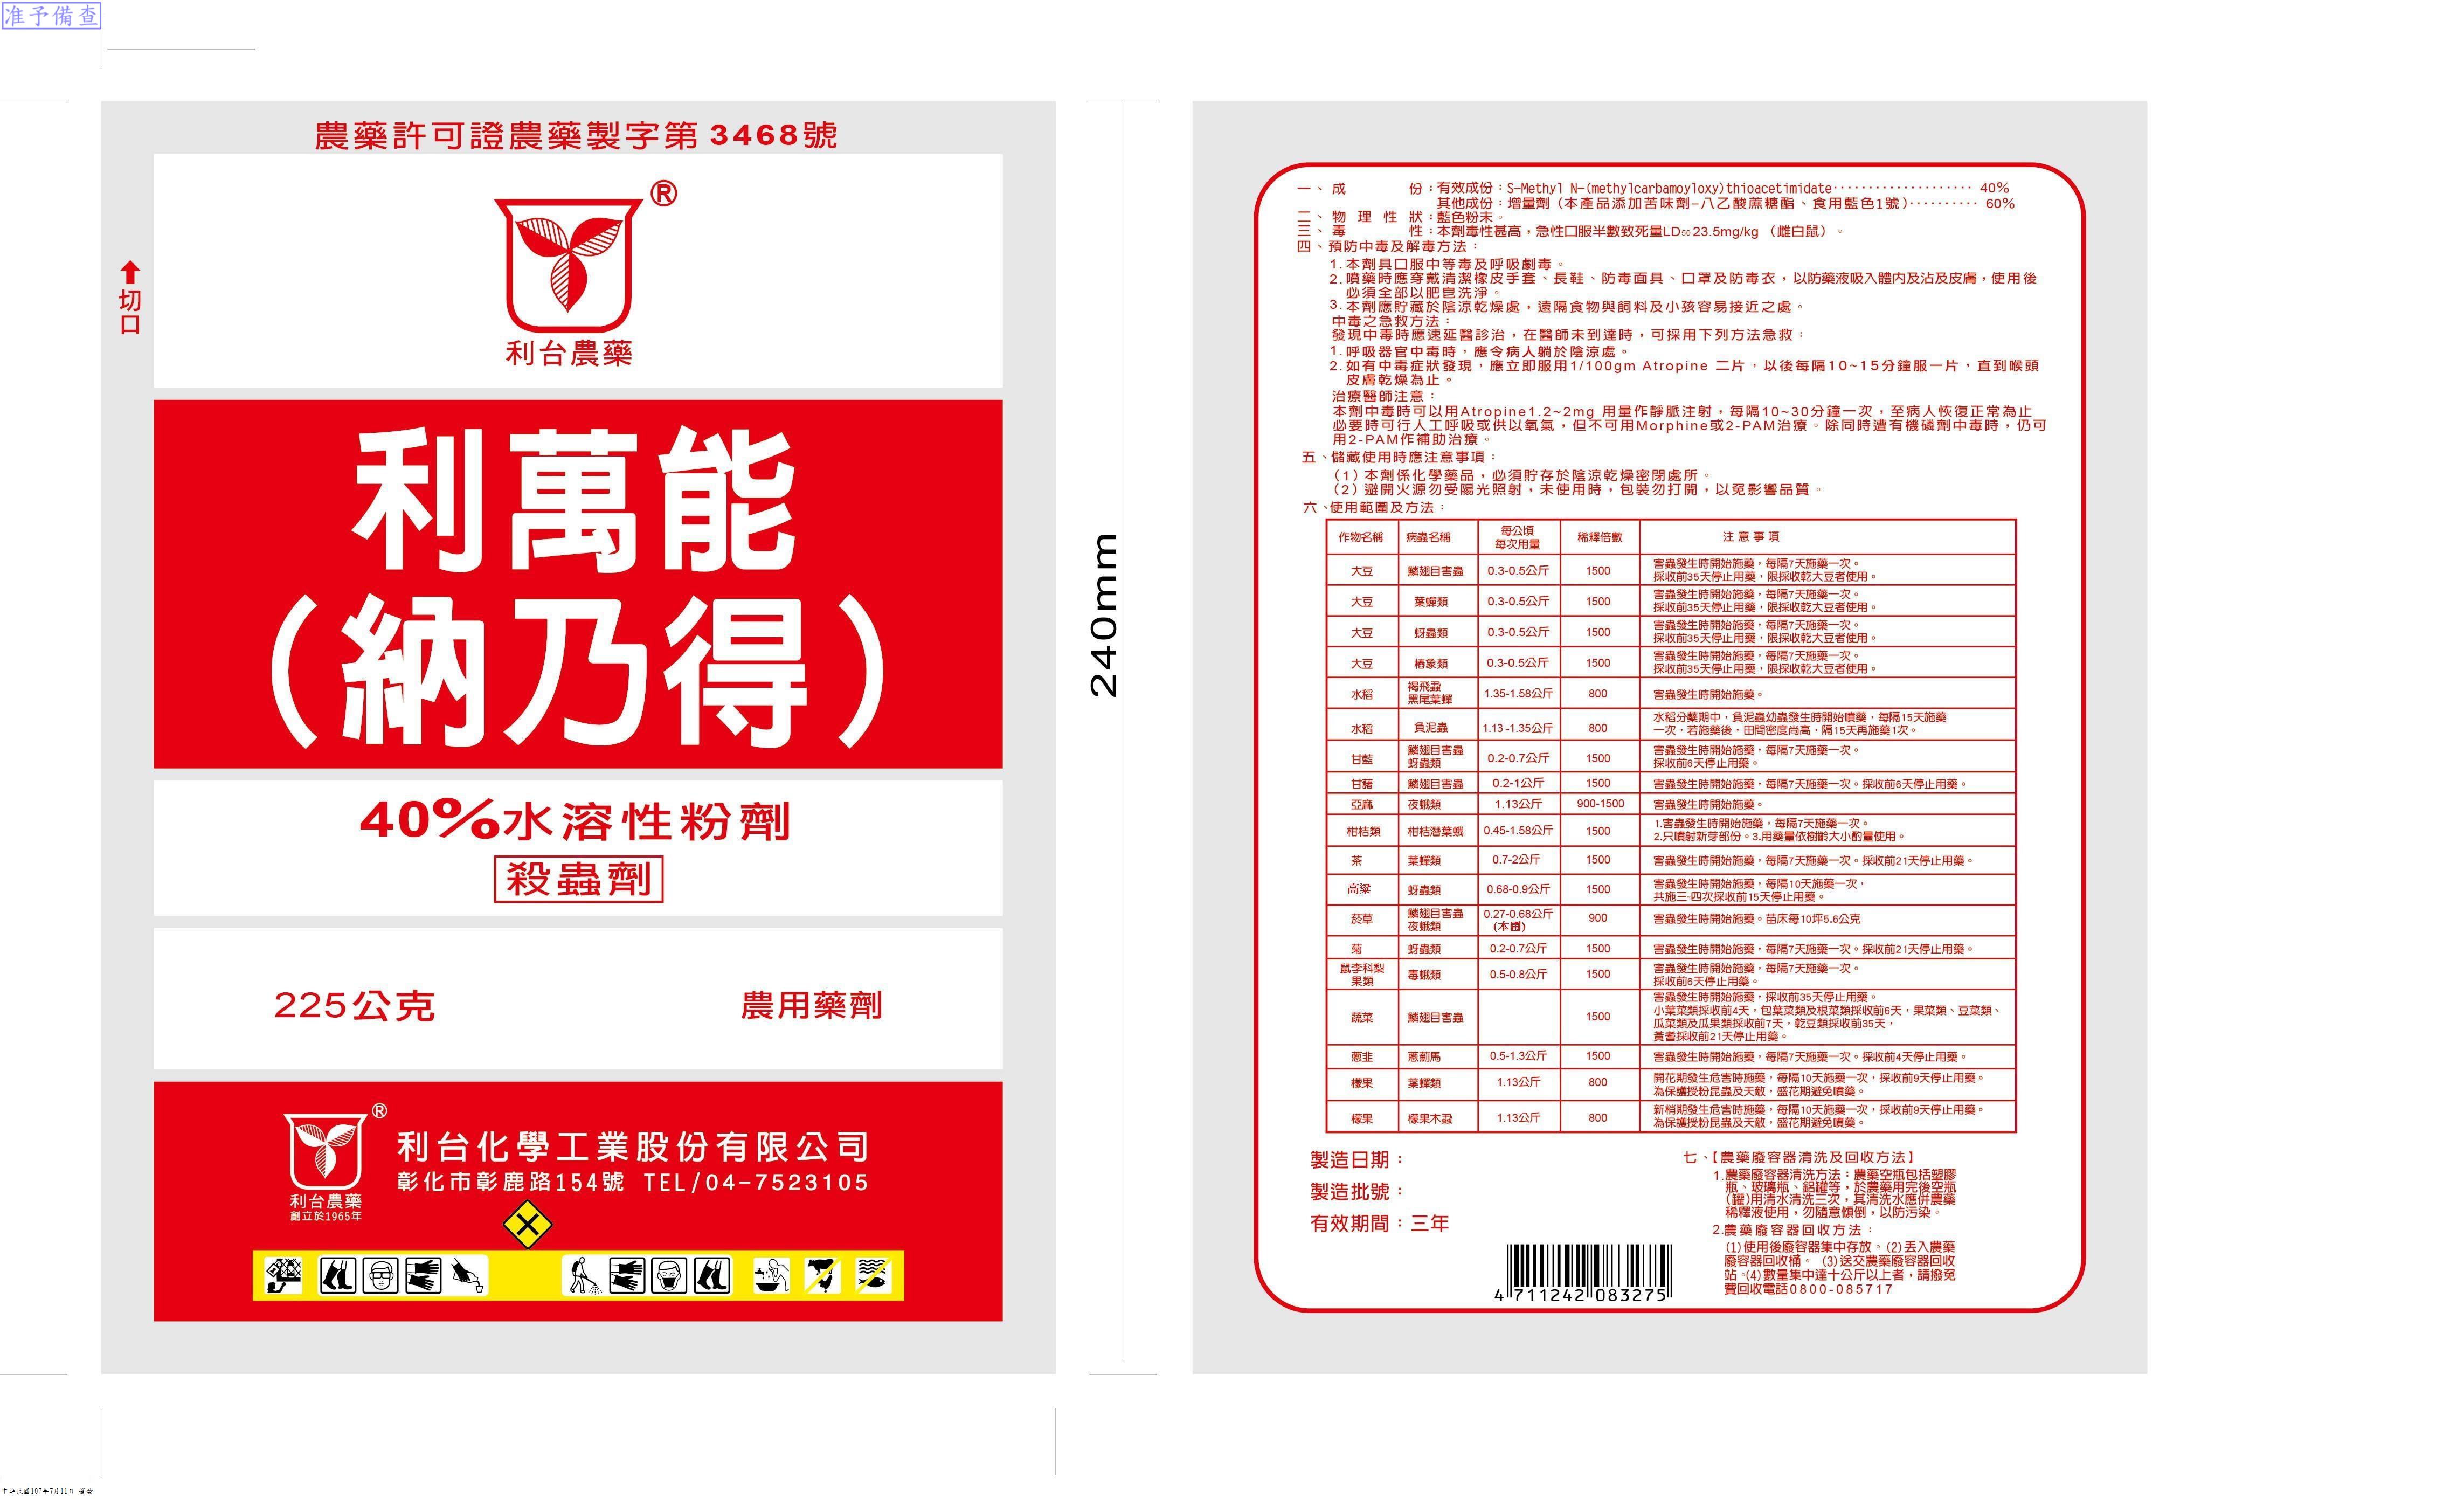 准予備查
農藥許可證農藥製字第 3468號
®
利台農藥
切口
利萬能
(納乃得)
40%水溶性粉劑
殺蟲劑
225公克
農用藥劑
®
利台農藥
創立於1965年
利台化學工業股份有限公司
彰化市彰鹿路154號 TEL/04-7523105
240mm
一、成份：有效成份：S-Methyl N-(methylcarbamoyloxy)thioacetimidate···················· 40%
其他成份：增量劑（本產品添加苦味劑-八乙酸蔗糖酯、食用藍色1號）·········· 60%
二、物理性狀：藍色粉末。
三、毒性：本劑毒性甚高，急性口服半數致死量LD50 23.5mg/kg （雌白鼠）。
四、預防中毒及解毒方法：
1. 本劑具口服中等毒及呼吸劇毒。
2. 噴藥時應穿戴清潔橡皮手套、長鞋、防毒面具、口罩及防毒衣，以防藥液吸入體內及沾及皮膚，使用後
必須全部以肥皂洗淨。
3. 本劑應貯藏於陰涼乾燥處，遠隔食物與飼料及小孩容易接近之處。
中毒之急救方法：
發現中毒時應速延醫診治，在醫師未到達時，可採用下列方法急救：
1. 呼吸器官中毒時，應令病人躺於陰涼處。
2. 如有中毒症狀發現，應立即服用1/100gm Atropine 二片，以後每隔10~15分鐘服一片，直到喉頭
皮膚乾燥為止。
治療醫師注意：
本劑中毒時可以用Atropine1.2~2mg 用量作靜脈注射，每隔10~30分鐘一次，至病人恢復正常為止
必要時可行人工呼吸或供以氧氣，但不可用Morphine或2-PAM治療。除同時遭有機磷劑中毒時，仍可
用2-PAM作補助治療。
五、儲藏使用時應注意事項：
（1）本劑係化學藥品，必須貯存於陰涼乾燥密閉處所。
（2）避開火源勿受陽光照射，未使用時，包裝勿打開，以免影響品質。
六、使用範圍及方法：
作物名稱 病蟲名稱 每公頃每次用量 稀釋倍數 注意事項
大豆 鱗翅目害蟲 0.3-0.5公斤 1500 害蟲發生時開始施藥，每隔7天施藥一次。
採收前35天停止用藥，限採收乾大豆者使用。
大豆 葉蟬類 0.3-0.5公斤 1500 害蟲發生時開始施藥，每隔7天施藥一次。
採收前35天停止用藥，限採收乾大豆者使用。
大豆 蚜蟲類 0.3-0.5公斤 1500 害蟲發生時開始施藥，每隔7天施藥一次。
採收前35天停止用藥，限採收乾大豆者使用。
大豆 椿象類 0.3-0.5公斤 1500 害蟲發生時開始施藥，每隔7天施藥一次。
採收前35天停止用藥，限採收乾大豆者使用。
水稻 褐飛蝨 黑尾葉蟬 1.35-1.58公斤 800 害蟲發生時開始施藥。
水稻 負泥蟲 1.13 -1.35公斤 800 水稻分蘗期中，負泥蟲幼蟲發生時開始噴藥，每隔15天施藥
一次，若施藥後，田間密度尚高，隔15天再施藥1次。
甘藍 鱗翅目害蟲 蚜蟲類 0.2-0.7公斤 1500 害蟲發生時開始施藥，每隔7天施藥一次。
採收前6天停止用藥。
甘藷 鱗翅目害蟲 0.2-1公斤 1500 害蟲發生時開始施藥，每隔7天施藥一次。採收前6天停止用藥。
亞麻 夜蛾類 1.13公斤 900-1500 害蟲發生時開始施藥。
柑桔類 柑桔潛葉蛾 0.45-1.58公斤 1500 1.害蟲發生時開始施藥，每隔7天施藥一次。
2.只噴射新芽部份。3.用藥量依樹齡大小酌量使用。
茶 葉蟬類 0.7-2公斤 1500 害蟲發生時開始施藥，每隔7天施藥一次。採收前21天停止用藥。
高粱 蚜蟲類 0.68-0.9公斤 1500 害蟲發生時開始施藥，每隔10天施藥一次，
共施三-四次採收前15天停止用藥。
菸草 鱗翅目害蟲 夜蛾類 0.27-0.68公斤 (本圃) 900 害蟲發生時開始施藥。苗床每10坪5.6公克
菊 蚜蟲類 0.2-0.7公斤 1500 害蟲發生時開始施藥，每隔7天施藥一次。採收前21天停止用藥。
鼠李科梨果類 毒蛾類 0.5-0.8公斤 1500 害蟲發生時開始施藥，每隔7天施藥一次。
採收前6天停止用藥。
蔬菜 鱗翅目害蟲 1500 害蟲發生時開始施藥，採收前35天停止用藥。
小葉菜類採收前4天，包葉菜類及根菜類採收前6天，果菜類、豆菜類、
瓜菜類及瓜果類採收前7天，乾豆類採收前35天，
黃耆採收前21天停止用藥。
蔥韭 蔥薊馬 0.5-1.3公斤 1500 害蟲發生時開始施藥，每隔7天施藥一次。採收前4天停止用藥。
檬果 葉蟬類 1.13公斤 800 開花期發生危害時施藥，每隔10天施藥一次，採收前9天停止用藥。
為保護授粉昆蟲及天敵，盛花期避免噴藥。
檬果 檬果木蝨 1.13公斤 800 新梢期發生危害時施藥，每隔10天施藥一次，採收前9天停止用藥。
為保護授粉昆蟲及天敵，盛花期避免噴藥。
製造日期：
製造批號：
有效期間：三年
4 711242 083275
七、【農藥廢容器清洗及回收方法】
1. 農藥廢容器清洗方法：農藥空瓶包括塑膠
瓶、玻璃瓶、鋁罐等，於農藥用完後空瓶
（罐）用清水清洗三次，其清洗水應併農藥
稀釋液使用，勿隨意傾倒，以防污染。
2.農藥廢容器回收方法：
(1)使用後廢容器集中存放。(2)丟入農藥
廢容器回收桶。 (3)送交農藥廢容器回收
站。(4)數量集中達十公斤以上者，請撥免
費回收電話0800-085717
中華民國107年7月11日 簽發